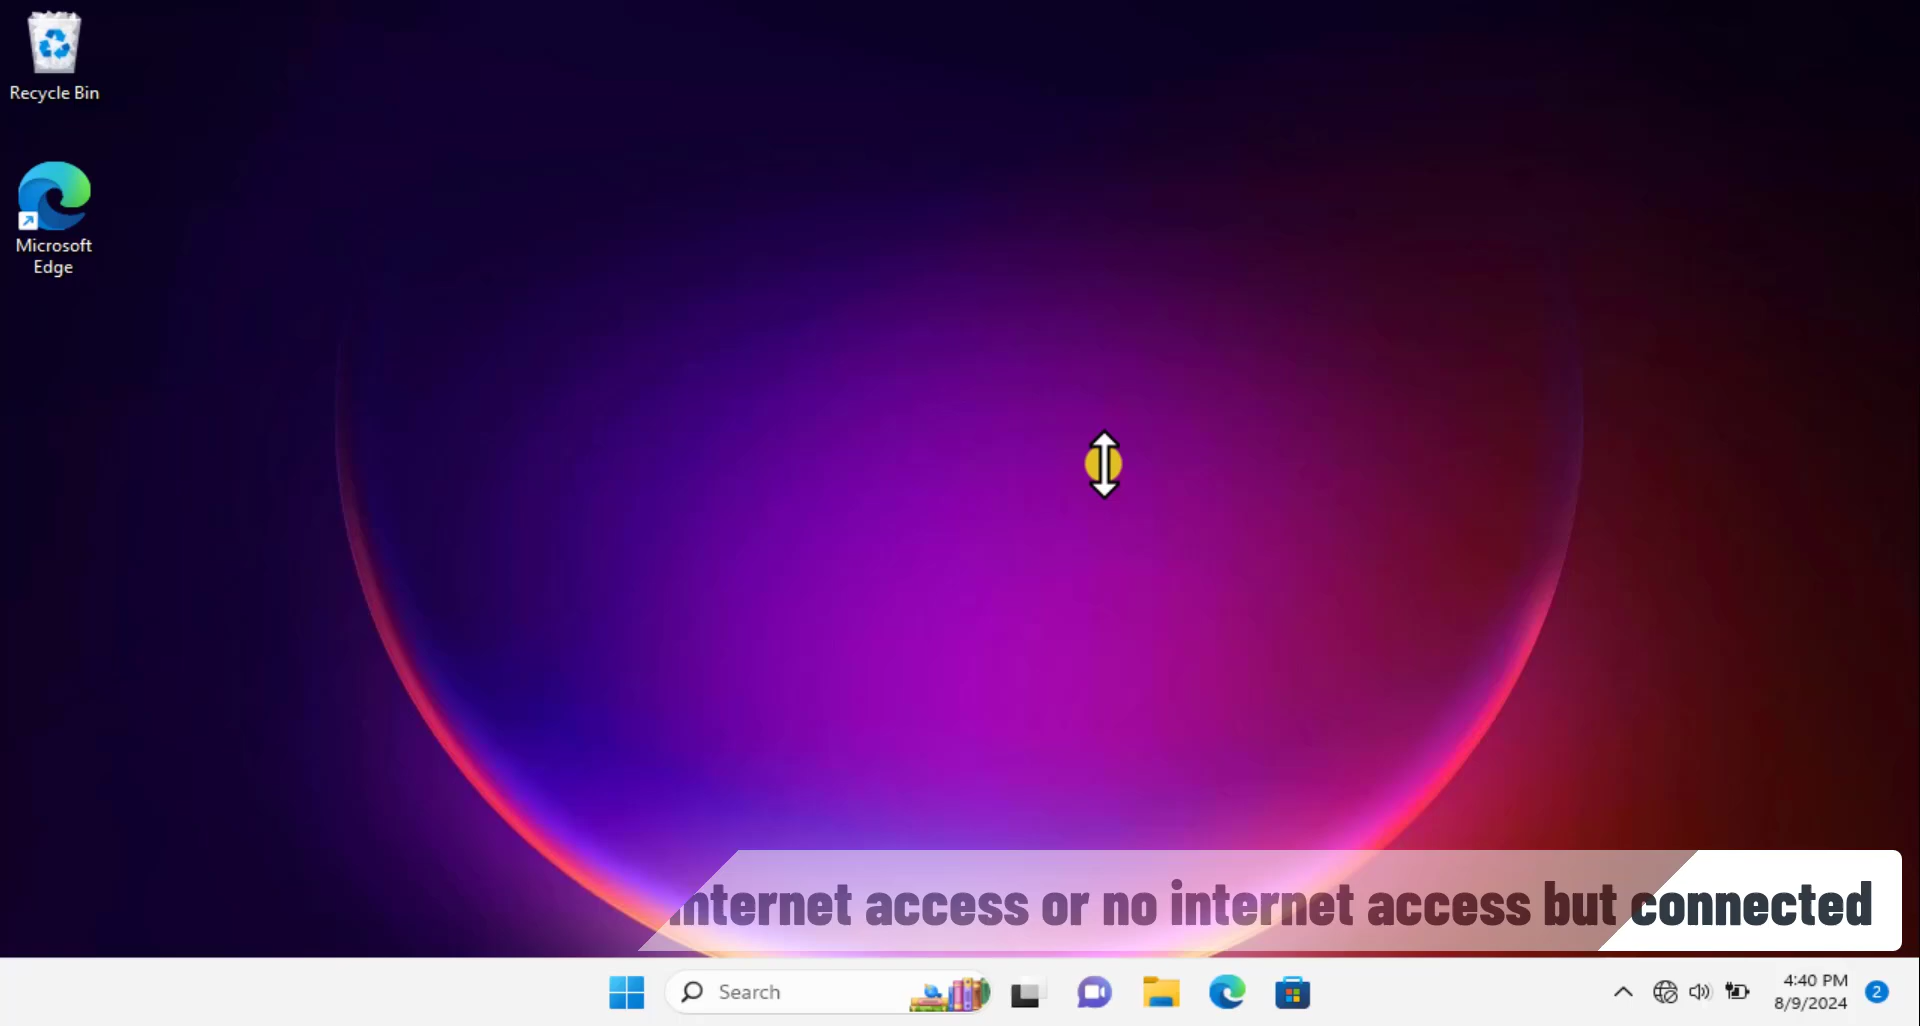 Recycle Bin
Microsoft
Edge
internet access or no internet access but connected
Search
4:40 PM
8/9/2024
2